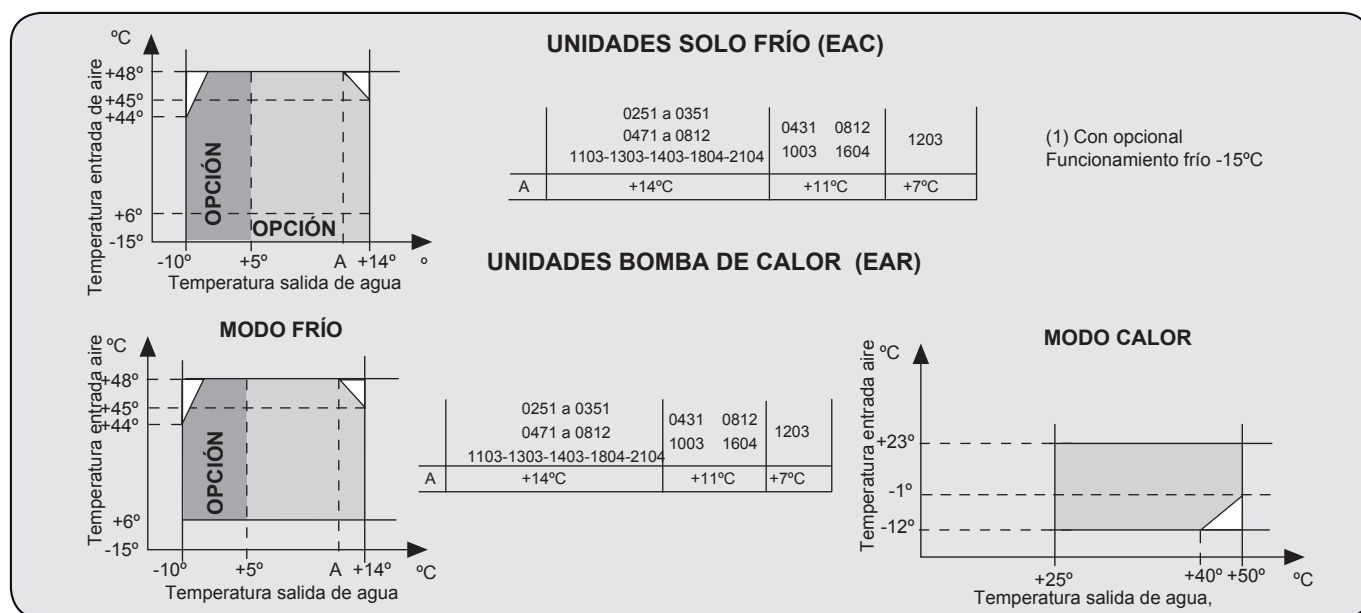 UNIDADES SOLO FRÍO (EAC)
ºC
Temperatura entrada de aire
+48º
+45º
+44º
+6º
-15º
OPCIÓN
OPCIÓN
-10º +5º A +14º º
Temperatura salida de agua
0251 a 0351
0471 a 0812
1103-1303-1403-1804-2104
0431 0812
1003 1604
1203
A +14ºC +11ºC +7ºC
(1) Con opcional
Funcionamiento frío -15ºC
UNIDADES BOMBA DE CALOR (EAR)
MODO FRÍO
ºC
Temperatura entrada aire
+48º
+45º
+44º
+6º
-15º
OPCIÓN
-10º +5º A +14º ºC
Temperatura salida de agua
0251 a 0351
0471 a 0812
1103-1303-1403-1804-2104
0431 0812
1003 1604
1203
A +14ºC +11ºC +7ºC
MODO CALOR
ºC
Temperatura entrada aire
+23º
-1º
-12º
+25º +40º +50º ºC
Temperatura salida de agua,